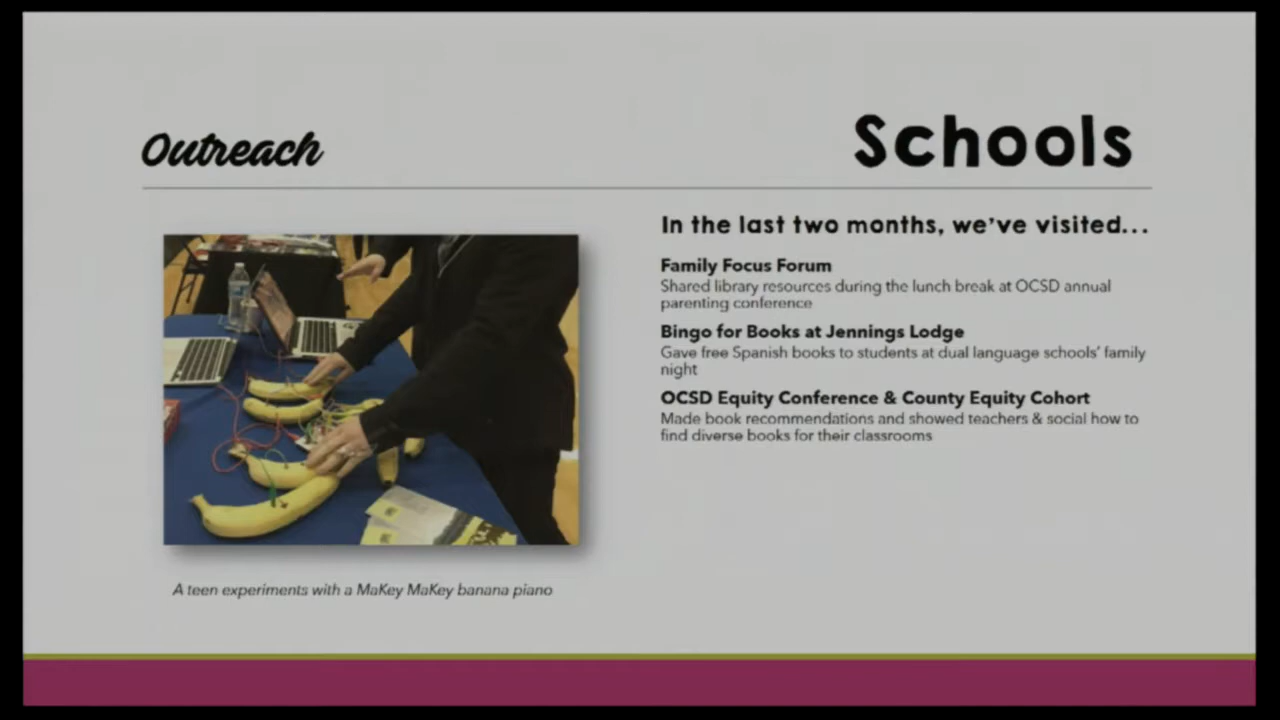 Outreach
Schools
In the last two months, we've visited...
Family Focus Forum
Shared library resources during the lunch break at OCSD annual
parenting conference
Bingo for Books at Jennings Lodge
Gave free Spanish books to students at dual language schools' family
night
OCSD Equity Conference & County Equity Cohort
Made book recommendations and showed teachers & social how to
find diverse books for their classrooms
A teen experiments with a MaKey MaKey banana piano